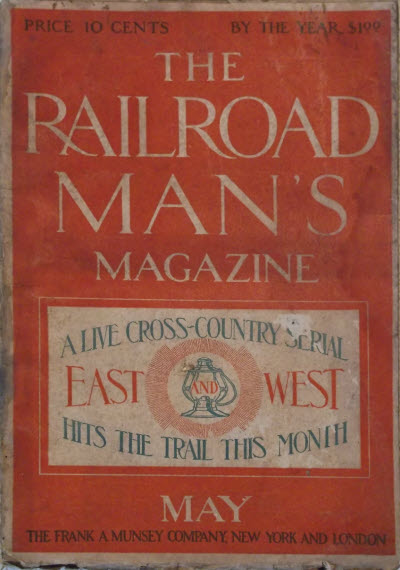 PRICE 10 CENTS BY THE YEAR, $1.00
THE
RAILROAD
MAN'S
MAGAZINE
A LIVE CROSS-COUNTRY SERIAL
EAST AND WEST
HITS THE TRAIL THIS MONTH
MAY
THE FRANK A. MUNSEY COMPANY, NEW YORK AND LONDON